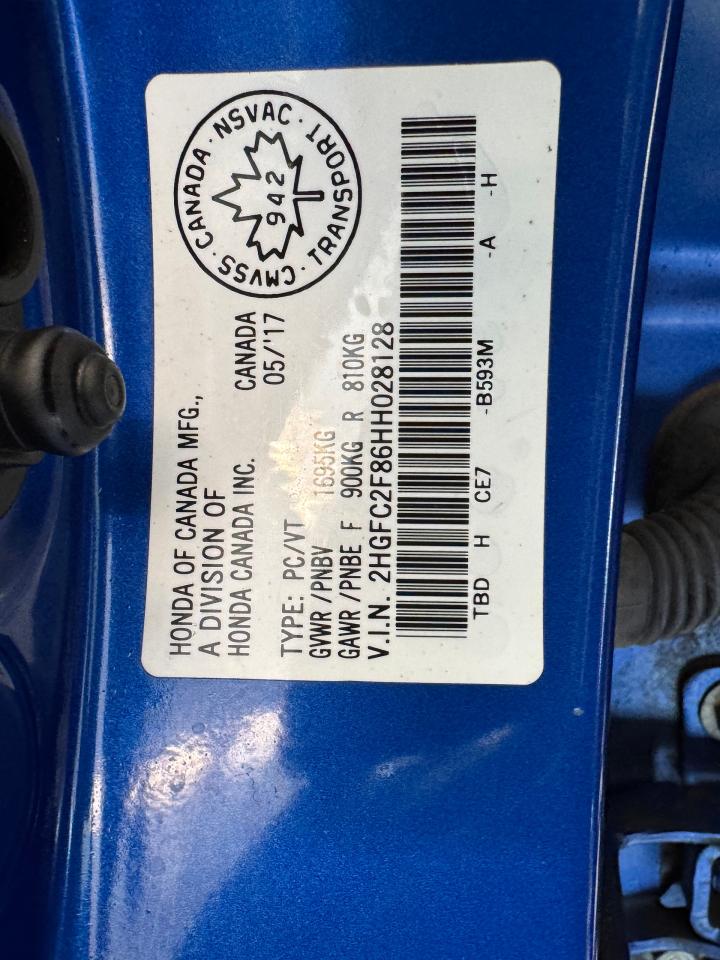 HONDA OF CANADA MFG.,
A DIVISION OF
HONDA CANADA INC.
CANADA
05/'17
CMVSS · CANADA · NSVAC · TRANSPORT ·
942
TYPE: PC/VT
GVWR/PNBV 1695KG
GAWR/PNBE F 900KG R 810KG
V.I.N. 2HGFC2F86HH028128
TBD H CE7 -B593M -A -H